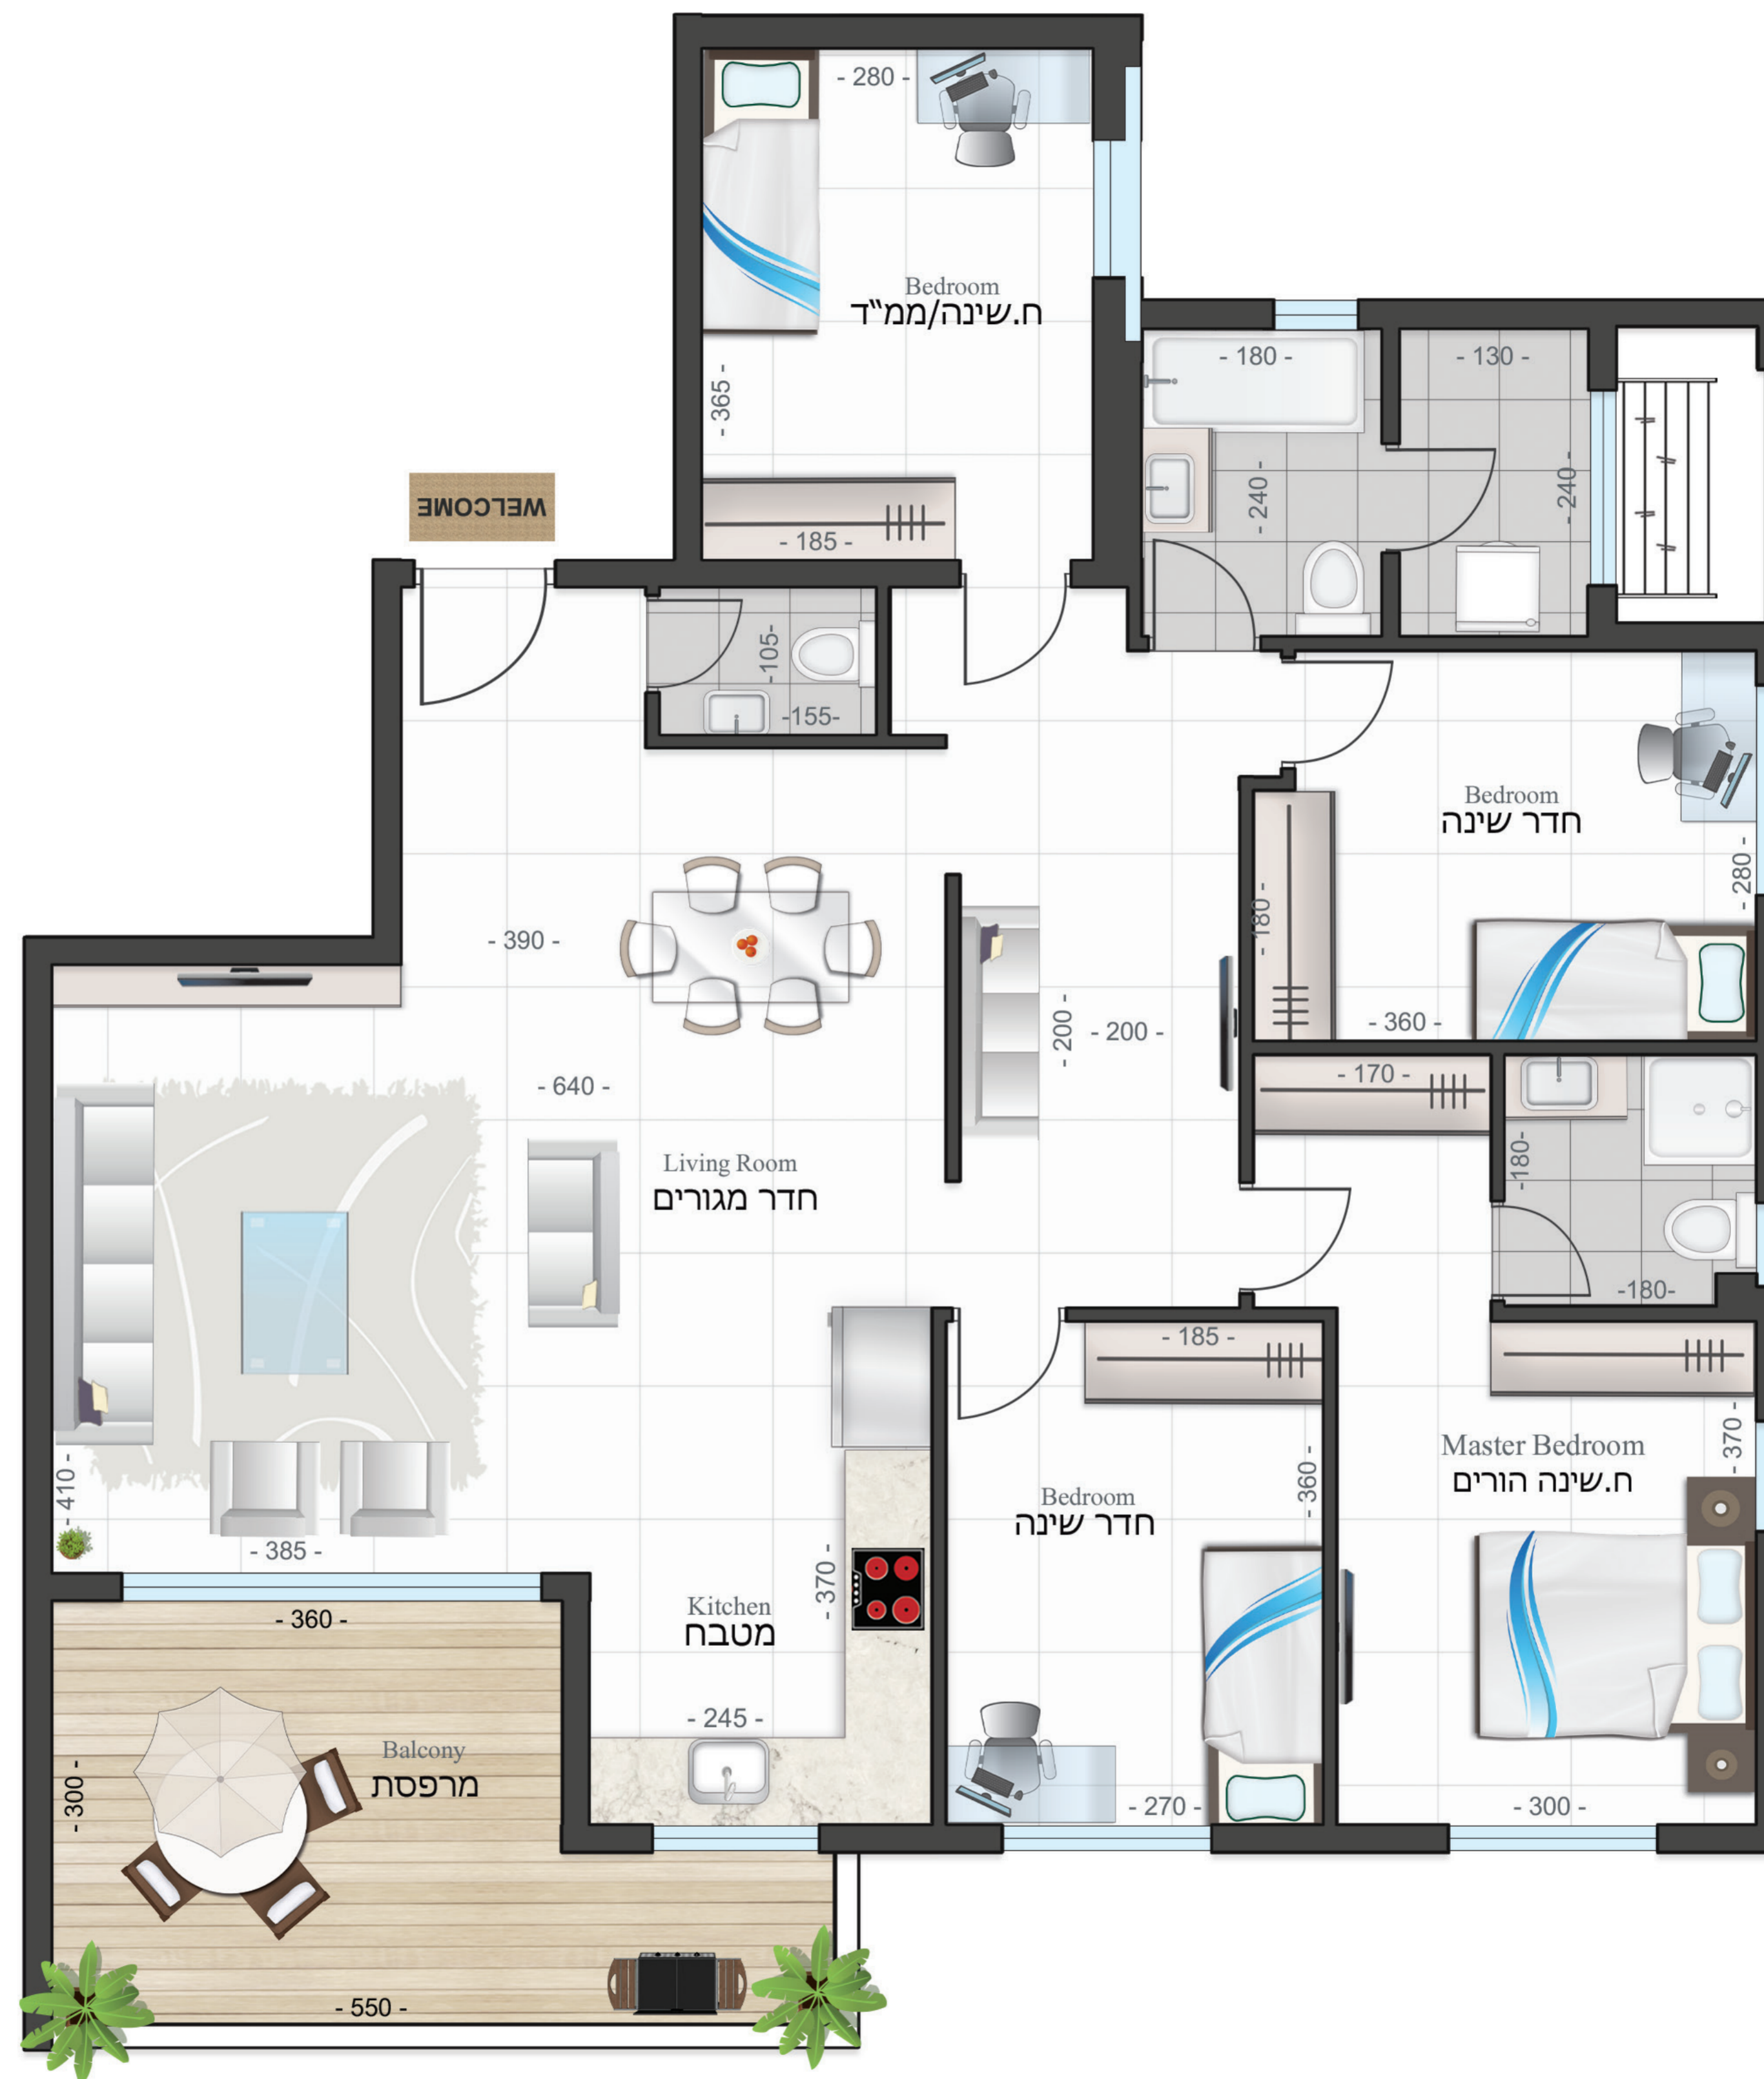 - 280 -
Bedroom
ח.שינה/ממ"ד
- 365 -
- 185 -
- 180 -
- 130 -
- 240 -
- 240 -
WELCOME
-105-
-155-
Bedroom
חדר שינה
- 280 -
- 180 -
- 360 -
- 390 -
- 200 -
- 200 -
- 640 -
- 170 -
-180-
-180-
Living Room
חדר מגורים
- 185 -
- 370 -
Master Bedroom
ח.שינה הורים
- 360 -
Bedroom
חדר שינה
- 410 -
- 385 -
- 370 -
Kitchen
מטבח
- 360 -
- 245 -
Balcony
מרפסת
- 300 -
- 270 -
- 300 -
- 550 -